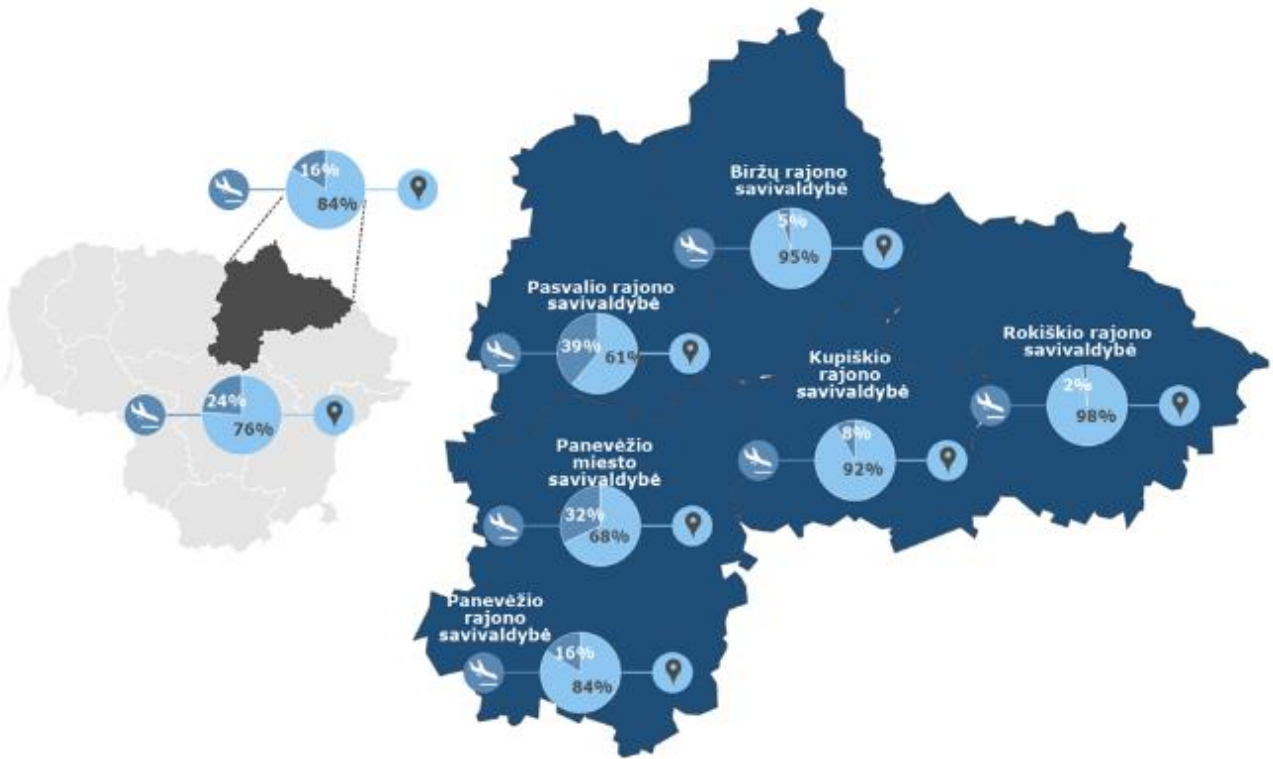 16%
84%
24%
76%
Biržų rajono
savivaldybė
5%
95%
Pasvalio rajono
savivaldybė
39%
61%
Kupiškio
rajono
savivaldybė
8%
92%
Rokiškio rajono
savivaldybė
2%
98%
Panevėžio
miesto
savivaldybė
32%
68%
Panevėžio
rajono
savivaldybė
16%
84%